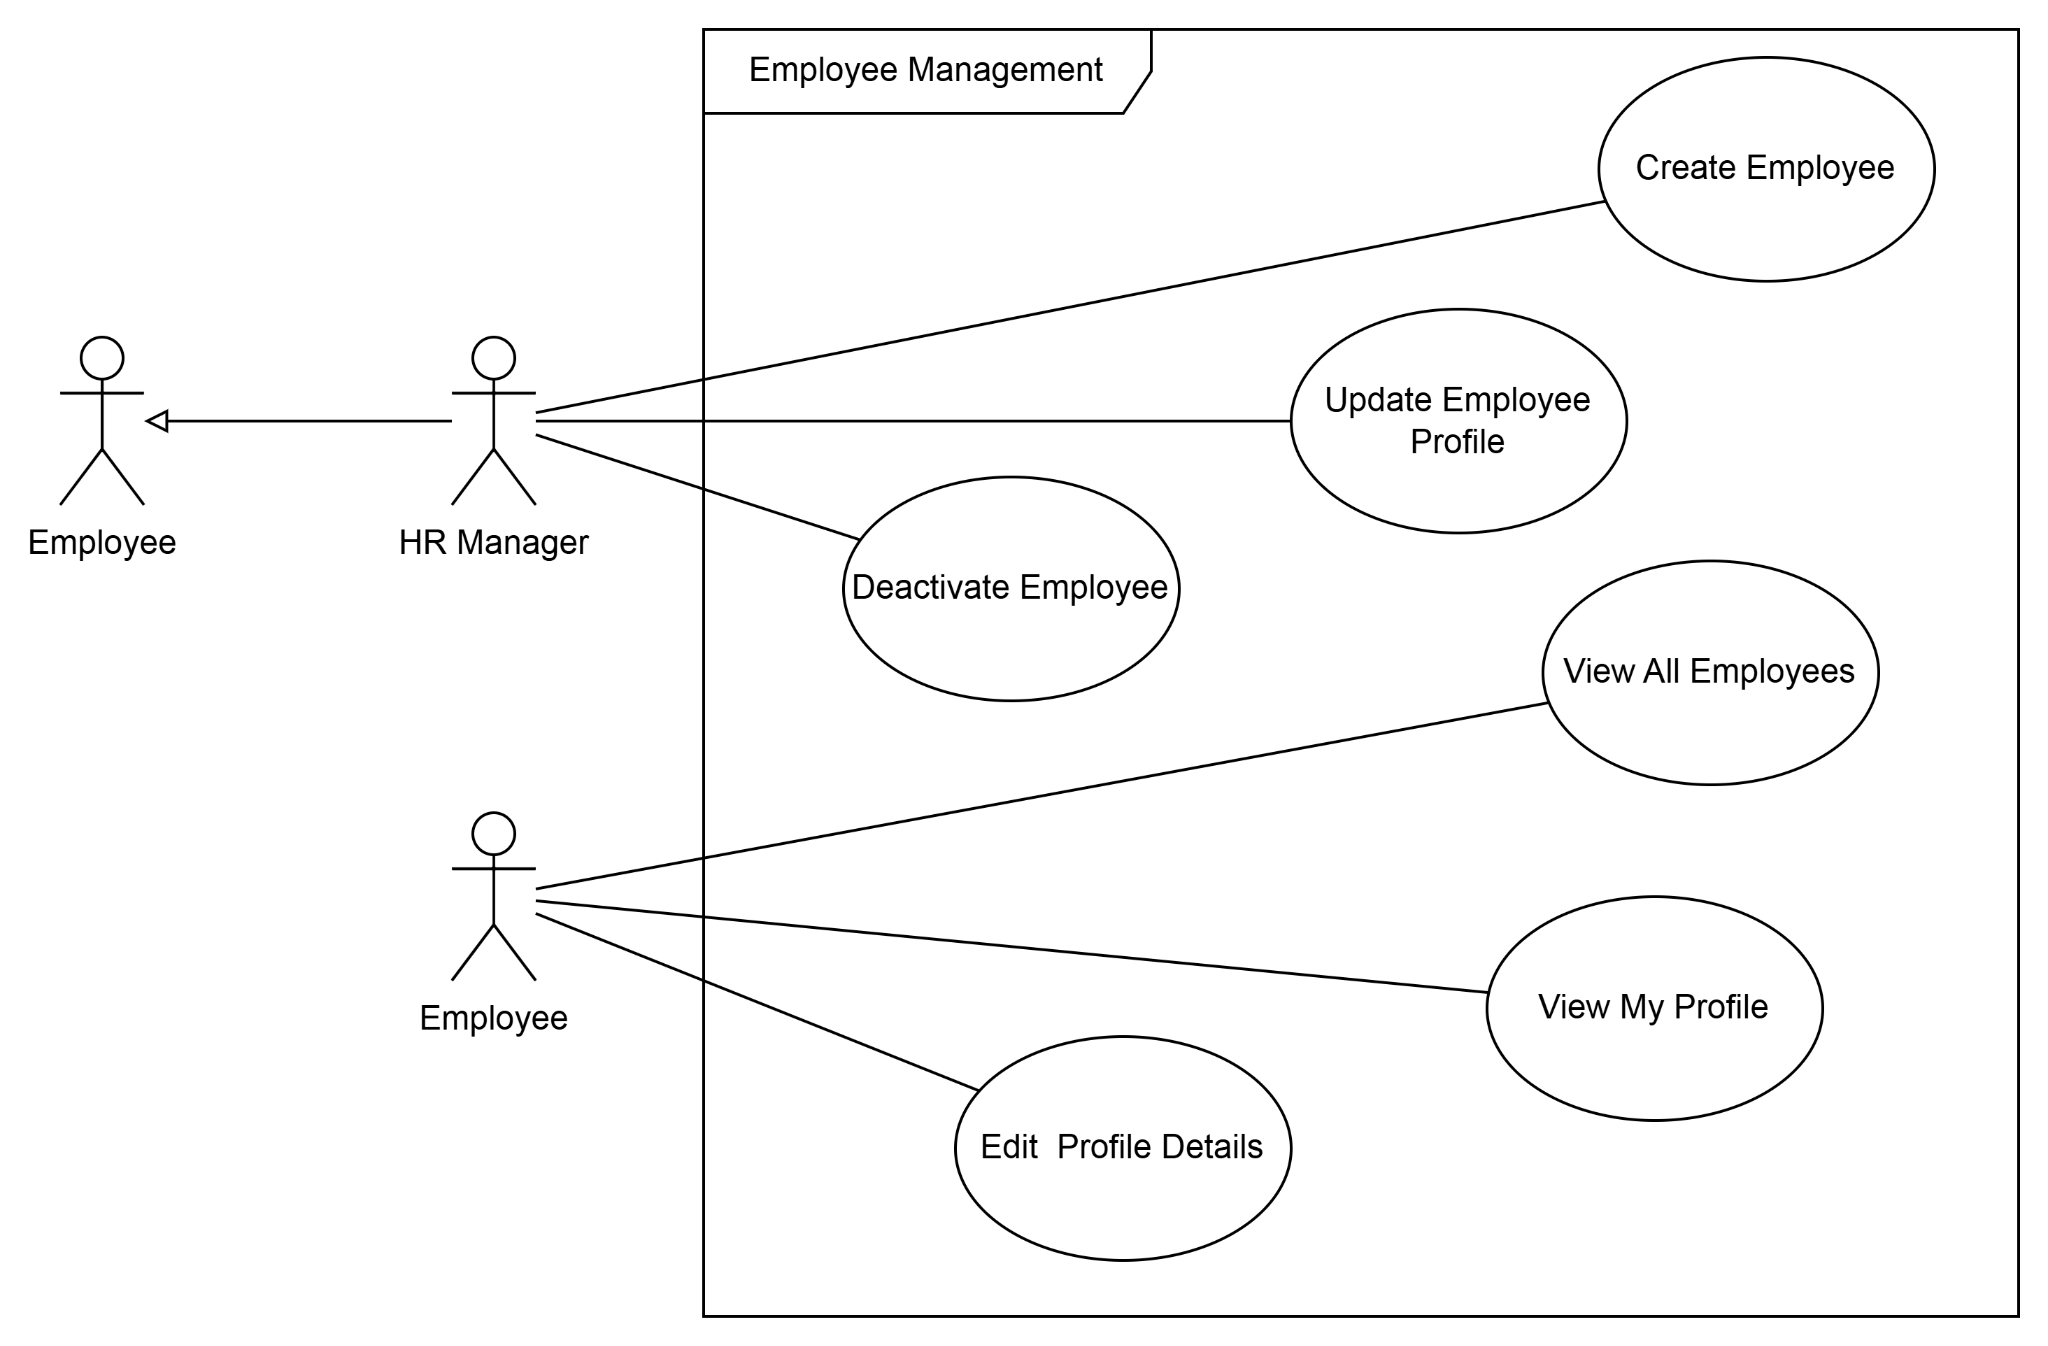 Employee Management
Create Employee
Update Employee
Profile
Employee
HR Manager
Deactivate Employee
View All Employees
View My Profile
Employee
Edit  Profile Details